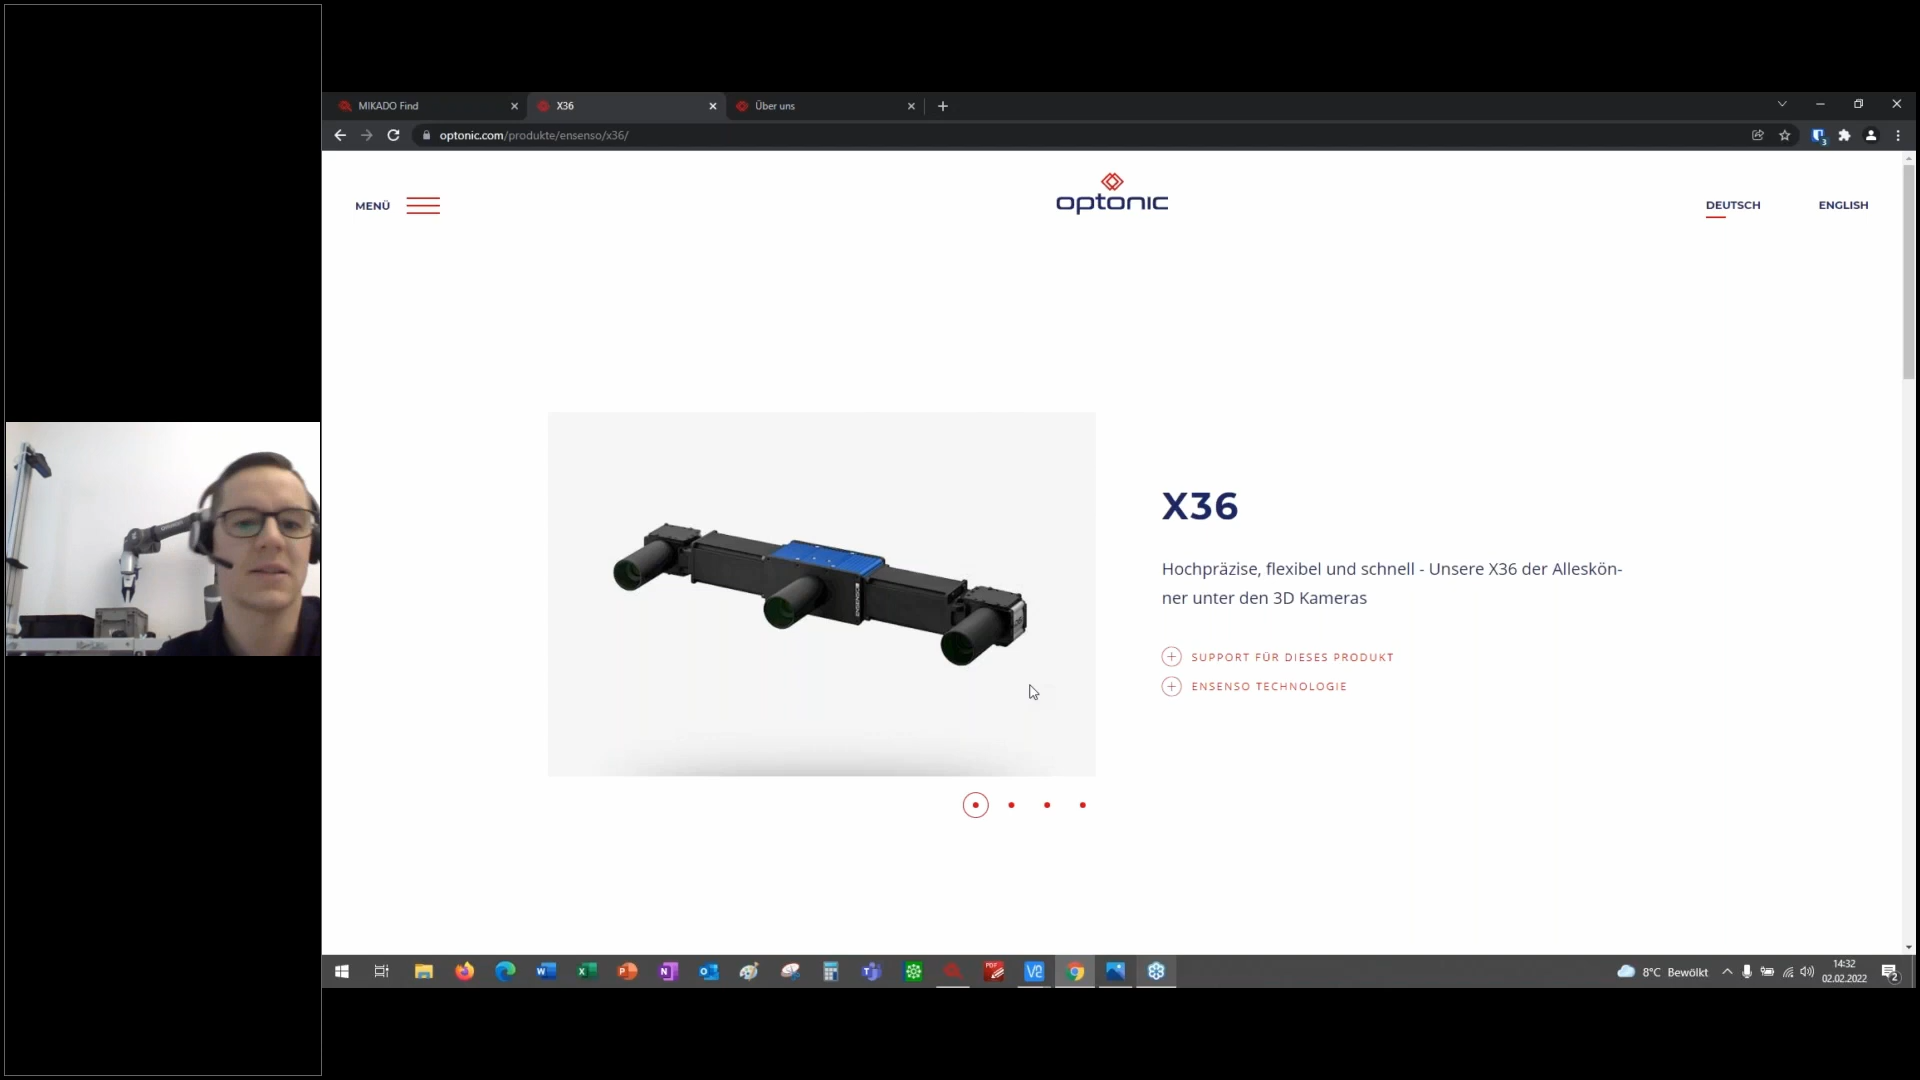 MIKADO Find
X36
Über uns
optonic.com/produkte/ensenso/x36/
MENÜ
optonic
DEUTSCH
ENGLISH
X36
Hochpräzise, flexibel und schnell - Unsere X36 der Alleskön-
ner unter den 3D Kameras
SUPPORT FÜR DIESES PRODUKT
ENSENSO TECHNOLOGIE
8°C Bewölkt
14:32
02.02.2022
2